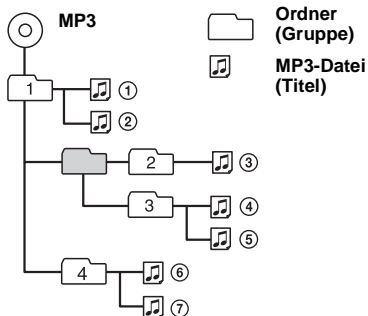 MP3
Ordner
(Gruppe)
MP3-Datei
(Titel)
1
①
②
2
③
3
④
⑤
4
⑥
⑦